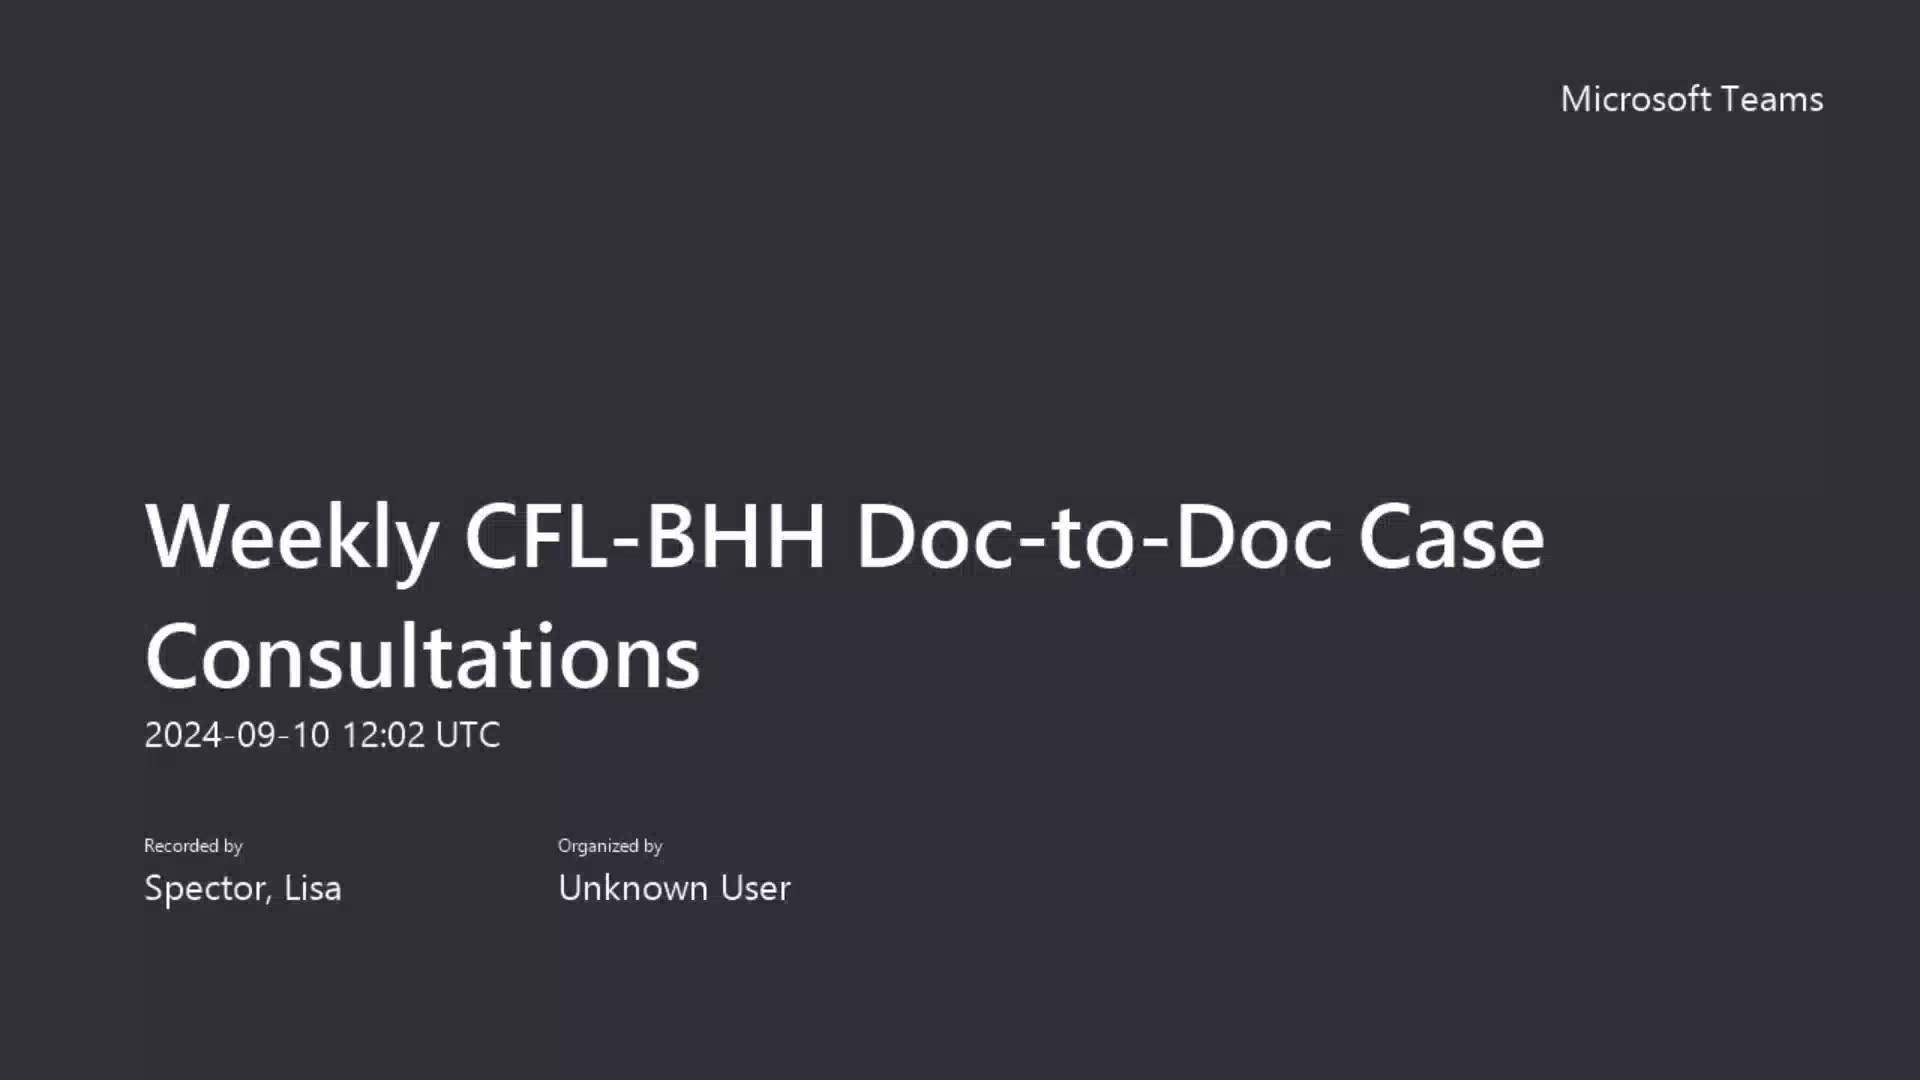 Microsoft Teams
Weekly CFL-BHH Doc-to-Doc Case
Consultations
2024-09-10 12:02 UTC
Recorded by
Organized by
Spector, Lisa
Unknown User